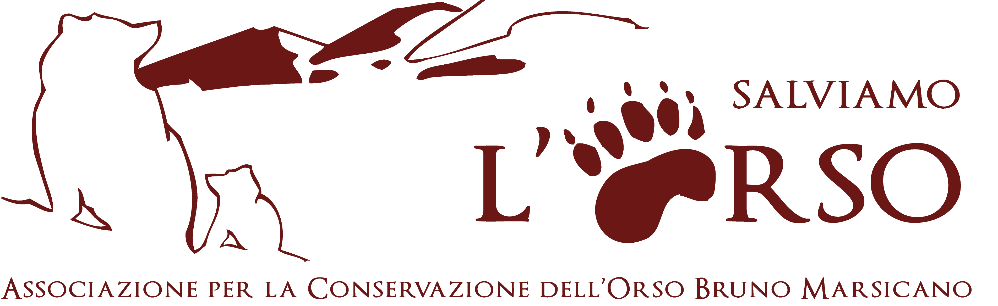 SALVIAMO
L'ORSO
ASSOCIAZIONE PER LA CONSERVAZIONE DELL'ORSO BRUNO MARSICANO